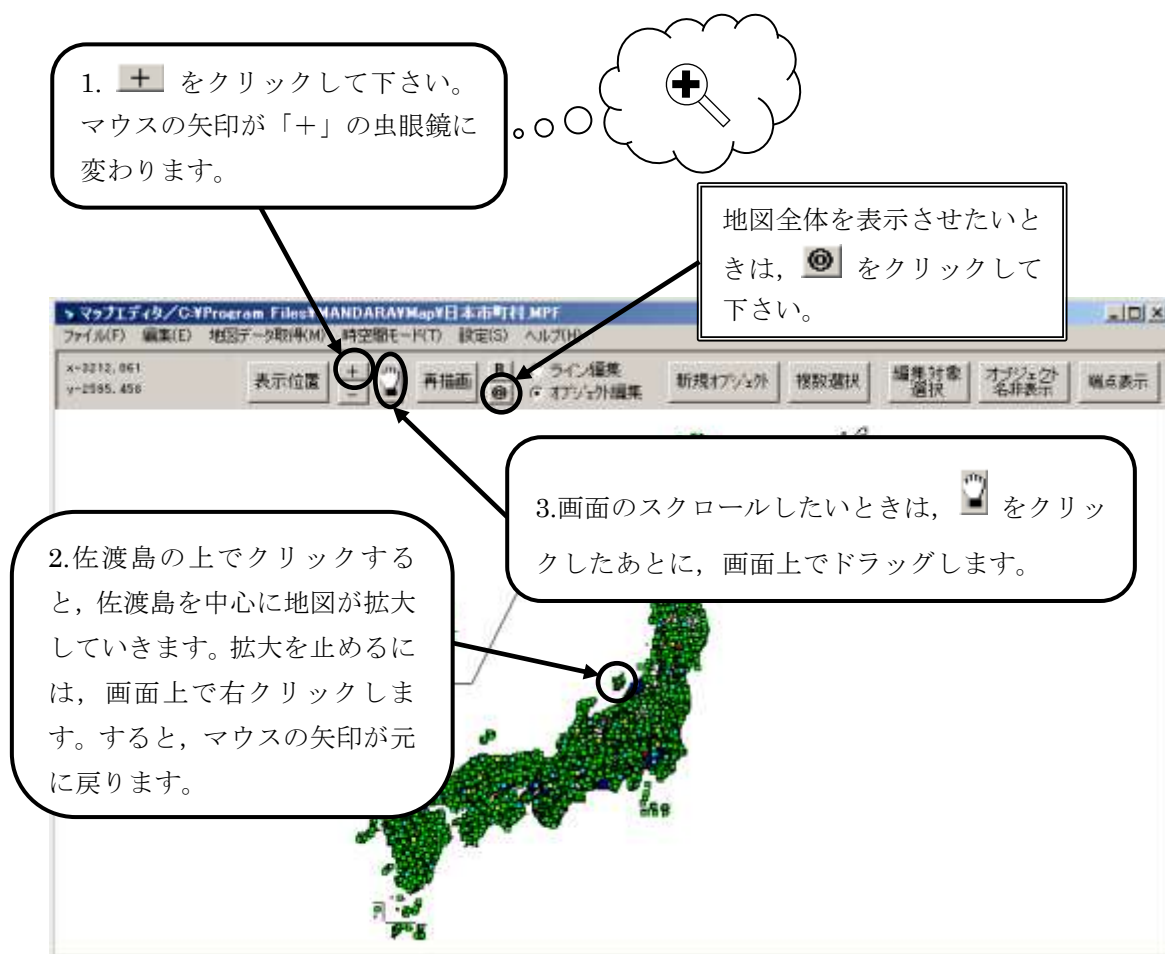 1. + をクリックして下さい。
マウスの矢印が「+」の虫眼鏡に
変わります。
地図全体を表示させたいと
きは, ◎ をクリックして
下さい。
マップエディタ/C:¥Program Files¥MANDARA¥Map¥日本市町村.MPF
ファイル(F) 編集(E) 地図データ取得(M) 時空間モード(T) 設定(S) ヘルプ(H)
表示位置 + - 再描画 ライン編集 オブジェクト編集 新規オブジェクト 複数選択 編集対象選択 オブジェクト名非表示 端点表示
3.画面のスクロールしたいときは, をクリッ
クしたあとに, 画面上でドラッグします。
2.佐渡島の上でクリックする
と, 佐渡島を中心に地図が拡大
していきます。拡大を止めるに
は, 画面上で右クリックしま
す。すると, マウスの矢印が元
に戻ります。